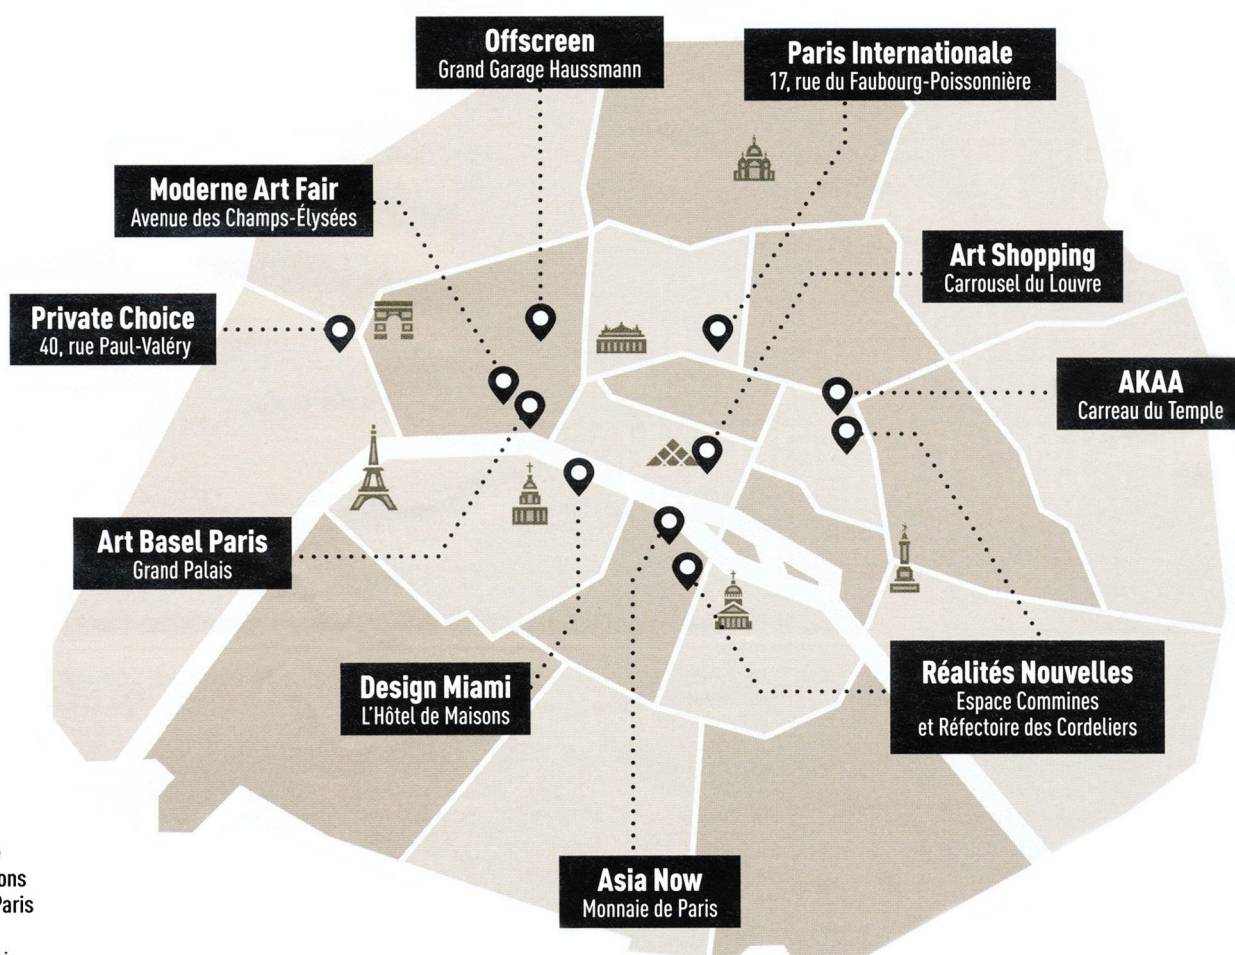 Offscreen
Grand Garage Haussmann
Paris Internationale
17, rue du Faubourg-Poissonnière
Moderne Art Fair
Avenue des Champs-Élysées
Art Shopping
Carrousel du Louvre
Private Choice
40, rue Paul-Valéry
AKAA
Carreau du Temple
Art Basel Paris
Grand Palais
Design Miami
L'Hôtel de Maisons
Réalités Nouvelles
Espace Commines
et Réfectoire des Cordeliers
Asia Now
Monnaie de Paris
ons
Paris